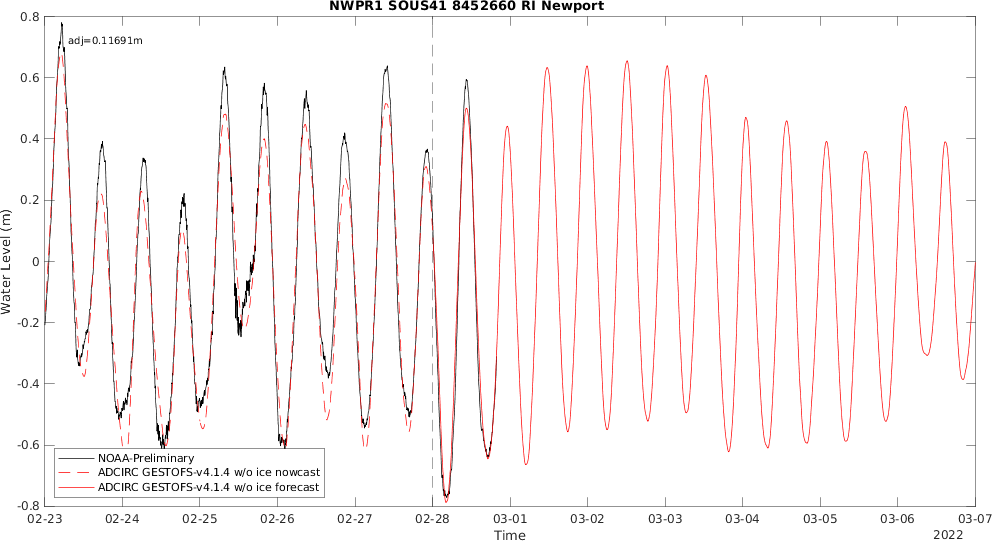 NWPR1 SOUS41 8452660 RI Newport
0.8
0.6
0.4
0.2
0
-0.2
-0.4
-0.6
-0.8
Water Level (m)
adj=0.11691m
NOAA-Preliminary
ADCIRC GESTOFS-v4.1.4 w/o ice nowcast
ADCIRC GESTOFS-v4.1.4 w/o ice forecast
02-23 02-24 02-25 02-26 02-27 02-28 03-01 03-02 03-03 03-04 03-05 03-06 03-07
Time
2022